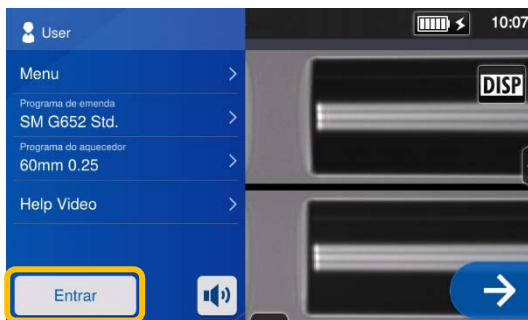 User
10:07
Menu
DISP
Programa de emenda
SM G652 Std.
Programa do aquecedor
60mm 0.25
Help Video
Entrar